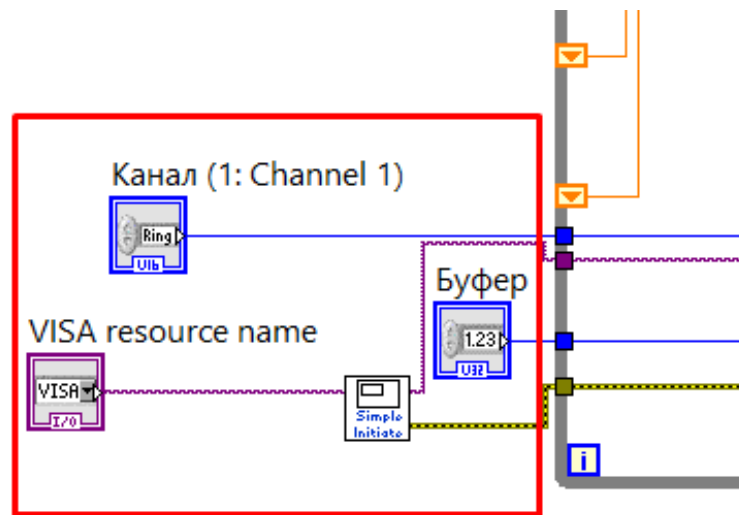 Канал (1: Channel 1)
Ring
U16
Буфер
1.23
U32
VISA resource name
VISA
I/O
Simple
Initiate
i